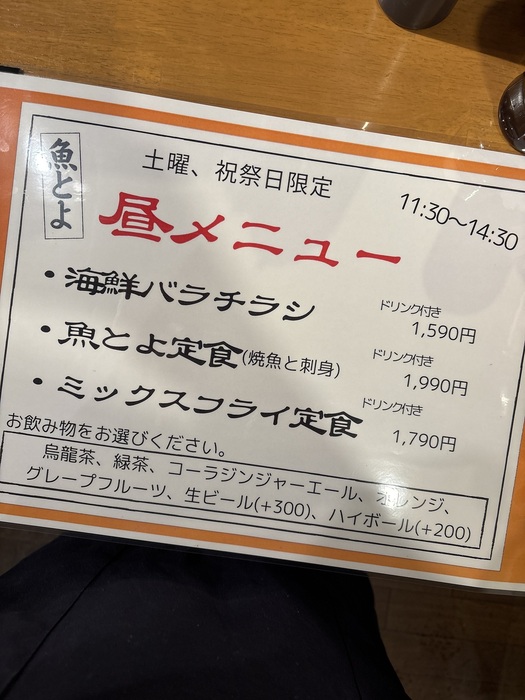 魚とよ
土曜、祝祭日限定
11:30〜14:30
昼メニュー
・海鮮バラチラシ ドリンク付き 1,590円
・魚とよ定食(焼魚と刺身) ドリンク付き 1,990円
・ミックスフライ定食 ドリンク付き 1,790円
お飲み物をお選びください。
烏龍茶、緑茶、コーラジンジャーエール、オレンジ、
グレープフルーツ、生ビール(+300)、ハイボール(+200)